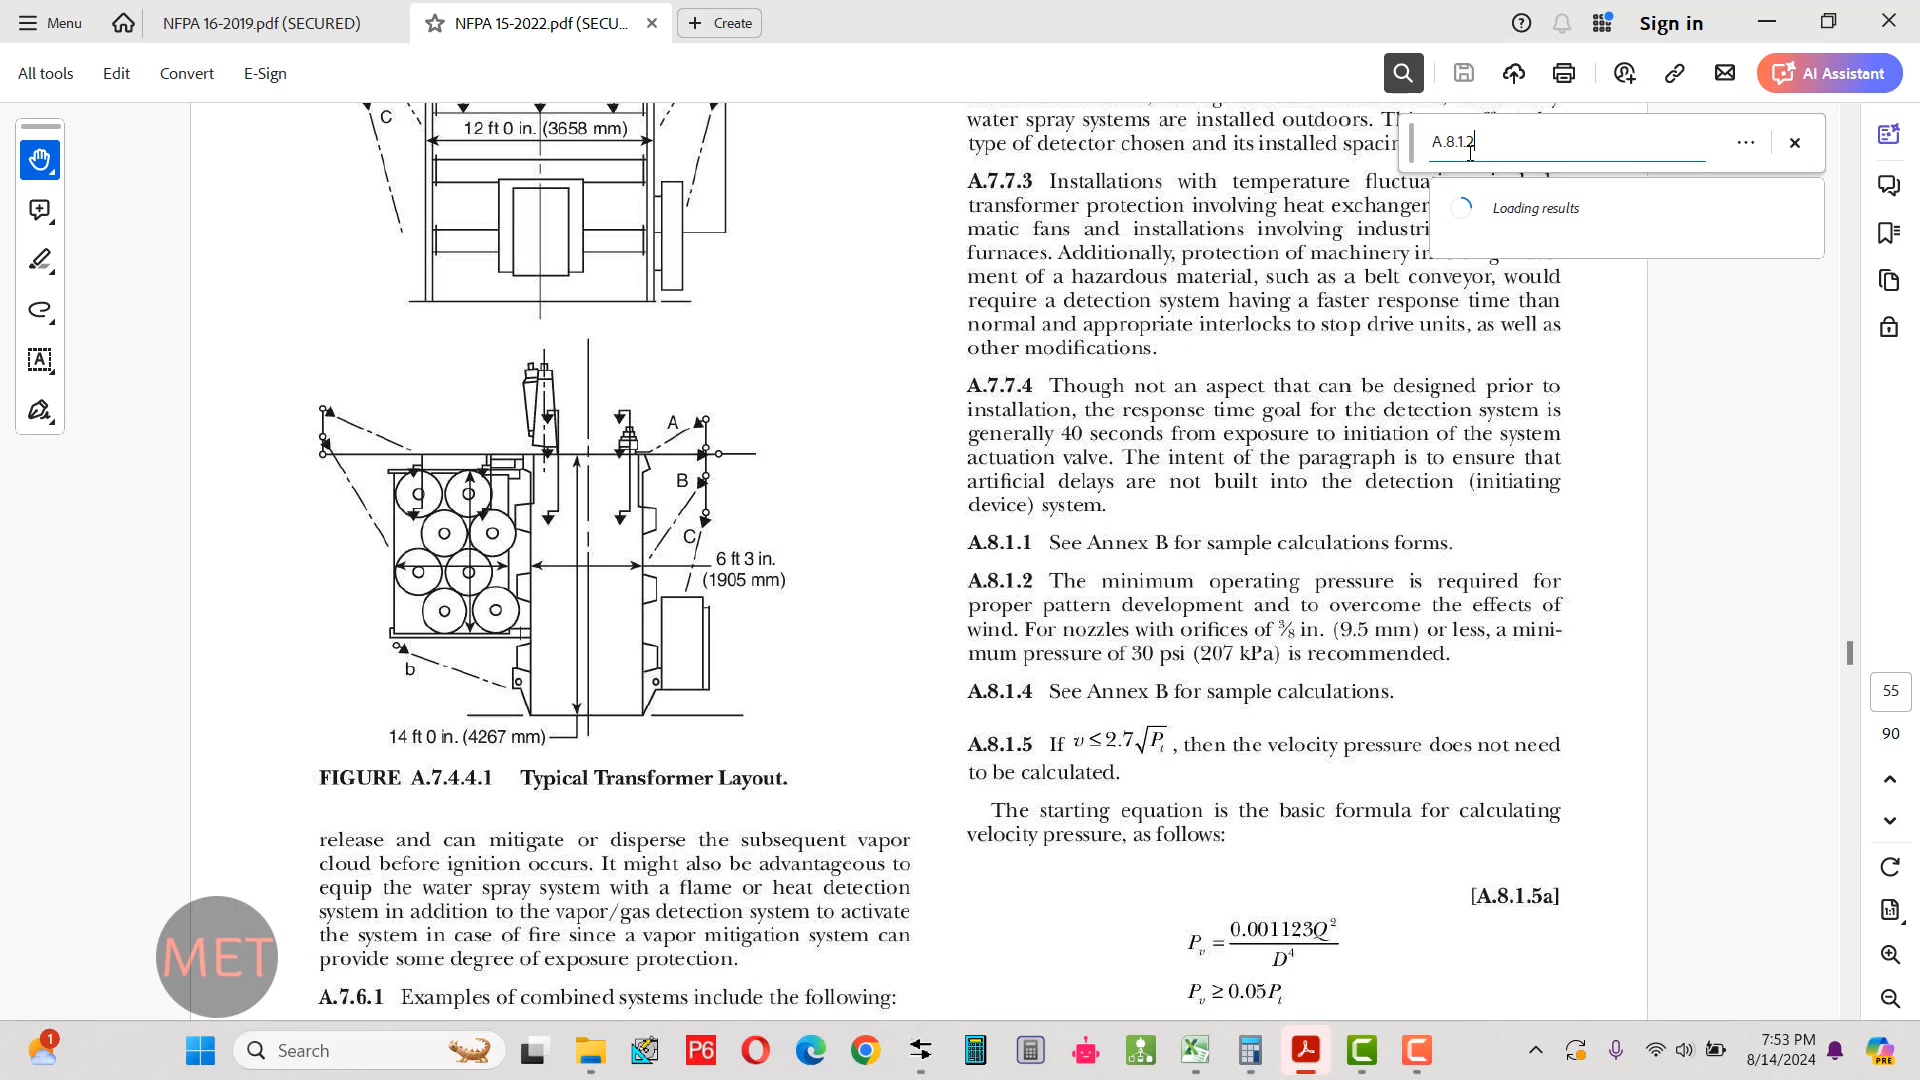 Menu
NFPA 16-2019.pdf (SECURED)
NFPA 15-2022.pdf (SECU...
Create
Sign in
All tools
Edit
Convert
E-Sign
AI Assistant
A.8.1.2
Loading results
C
12 ft 0 in. (3658 mm)
A
B
C
6 ft 3 in.
(1905 mm)
b
14 ft 0 in. (4267 mm)
FIGURE A.7.4.4.1 Typical Transformer Layout.
release and can mitigate or disperse the subsequent vapor
cloud before ignition occurs. It might also be advantageous to
equip the water spray system with a flame or heat detection
system in addition to the vapor/gas detection system to activate
the system in case of fire since a vapor mitigation system can
provide some degree of exposure protection.
A.7.6.1 Examples of combined systems include the following:
water spray systems are installed outdoors.
type of detector chosen and its installed
A.7.7.3 Installations with temperature
transformer protection involving heat
matic fans and installations involving
furnaces. Additionally, protection of machinery
ment of a hazardous material, such as a belt conveyor, would
require a detection system having a faster response time than
normal and appropriate interlocks to stop drive units, as well as
other modifications.
A.7.7.4 Though not an aspect that can be designed prior to
installation, the response time goal for the detection system is
generally 40 seconds from exposure to initiation of the system
actuation valve. The intent of the paragraph is to ensure that
artificial delays are not built into the detection (initiating
device) system.
A.8.1.1 See Annex B for sample calculations forms.
A.8.1.2 The minimum operating pressure is required for
proper pattern development and to overcome the effects of
wind. For nozzles with orifices of 3⁄8 in. (9.5 mm) or less, a mini-
mum pressure of 30 psi (207 kPa) is recommended.
A.8.1.4 See Annex B for sample calculations.
A.8.1.5 If v ≤ 2.7√Pt, then the velocity pressure does not need
to be calculated.
The starting equation is the basic formula for calculating
velocity pressure, as follows:
[A.8.1.5a]
Pv = 0.001123Q² / D⁴
Pv ≥ 0.05Pt
55
90
1:1
MET
1
Search
P6
7:53 PM
8/14/2024
PRE